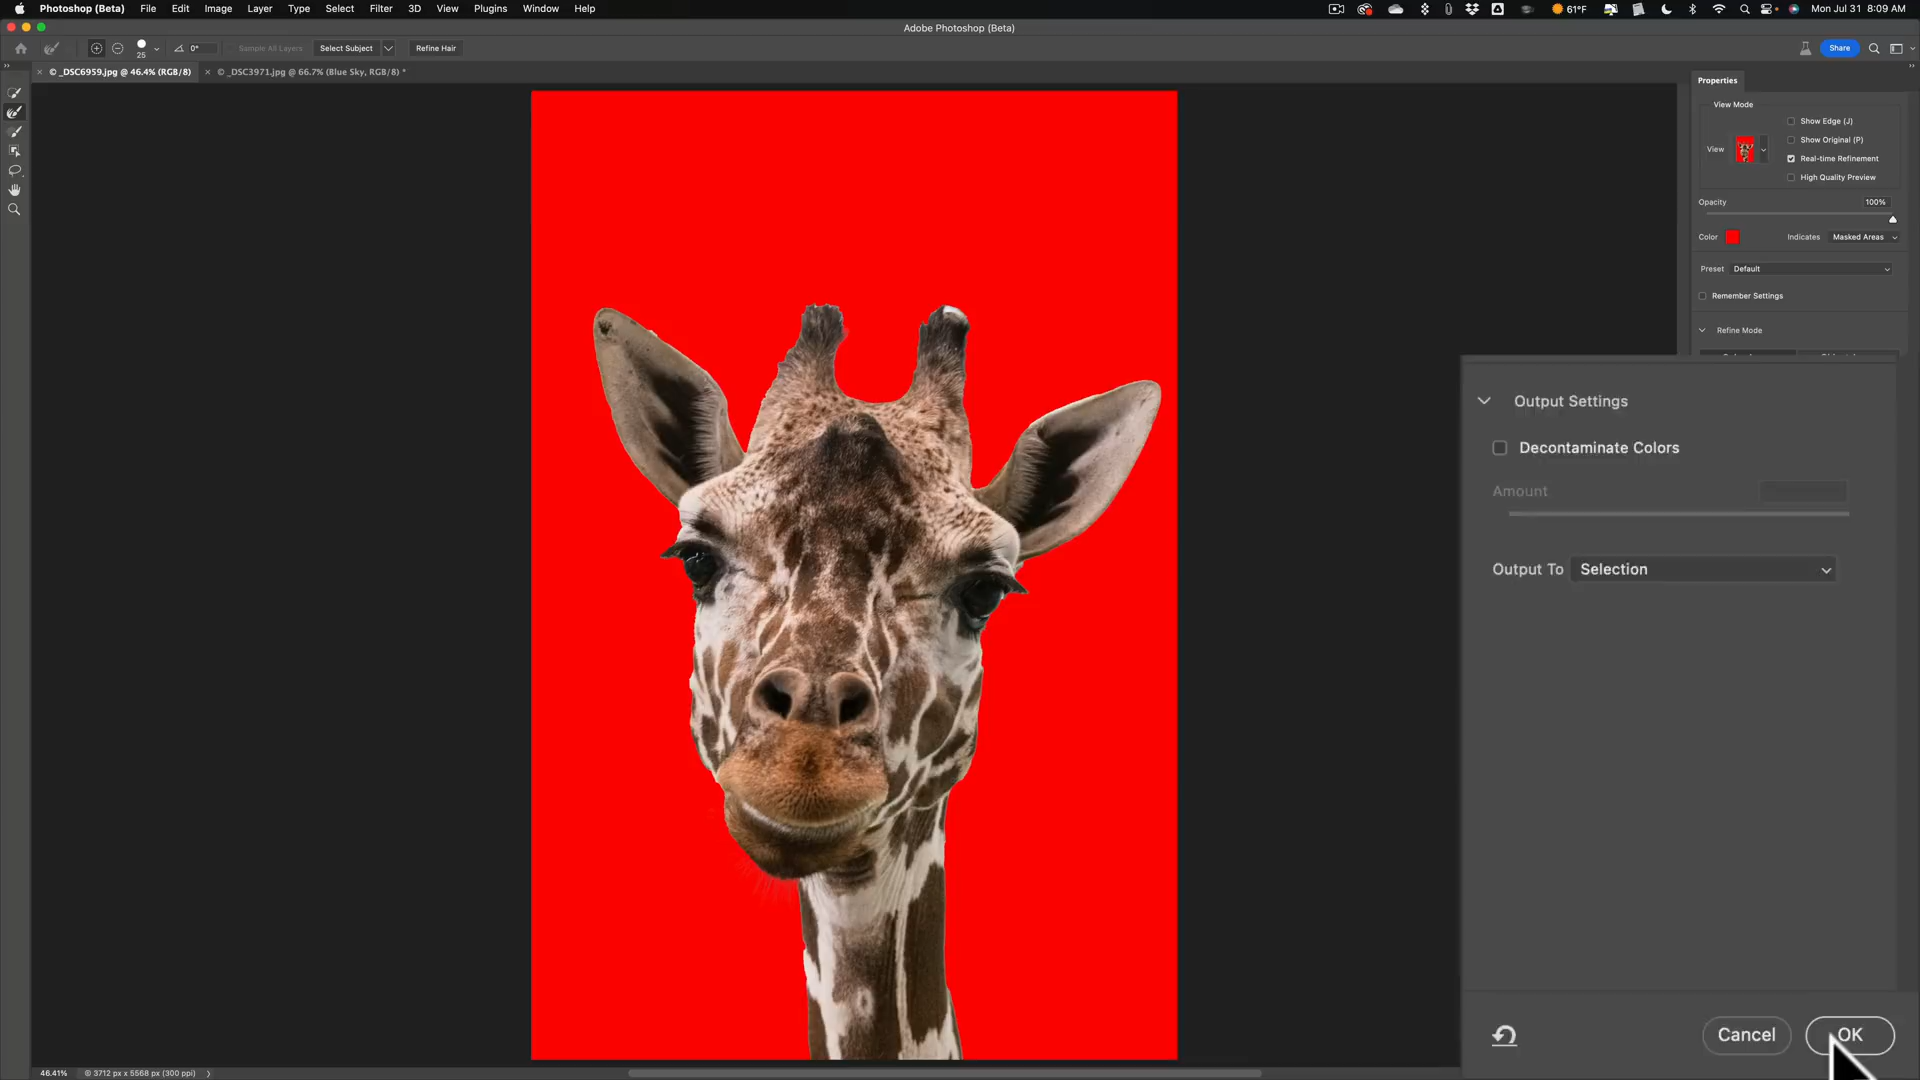 Photoshop (Beta) File Edit Image Layer Type Select Filter 3D View Plugins Window Help 61°F Mon Jul 31 8:09 AM
Adobe Photoshop (Beta)
25 0° Sample All Layers Select Subject Refine Hair Share
× © _DSC6959.jpg @ 46.4% (RGB/8) × © _DSC3971.jpg @ 66.7% (Blue Sky, RGB/8) *
Properties
View Mode
Show Edge (J)
Show Original (P)
View
Real-time Refinement
High Quality Preview
Opacity 100%
Color Indicates Masked Areas
Preset Default
Remember Settings
Refine Mode
Output Settings
Decontaminate Colors
Amount
Output To Selection
Cancel OK
46.41% © 3712 px x 5568 px (300 ppi)